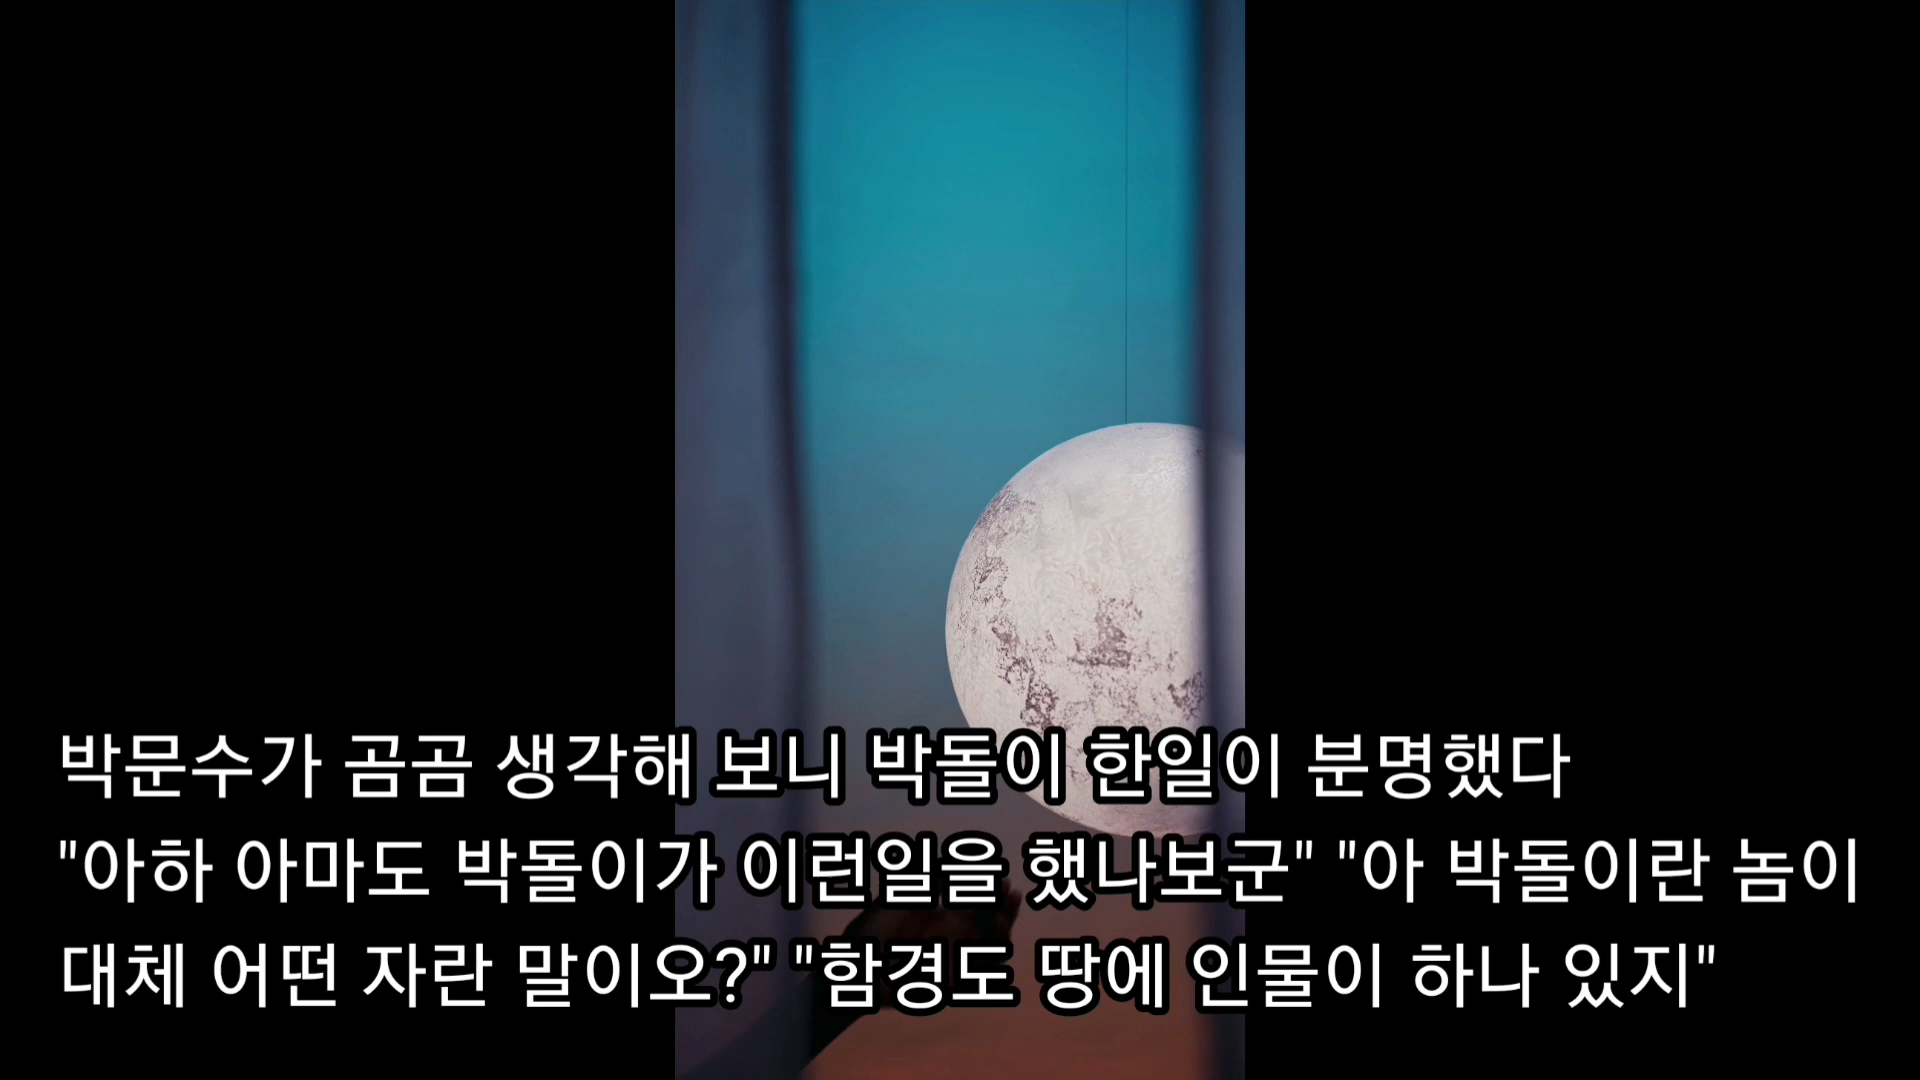 박문수가 곰곰 생각해 보니 박돌이 한일이 분명했다
"아하 아마도 박돌이가 이런일을 했나보군" "아 박돌이란 놈이
대체 어떤 자란 말이오?" "함경도 땅에 인물이 하나 있지"